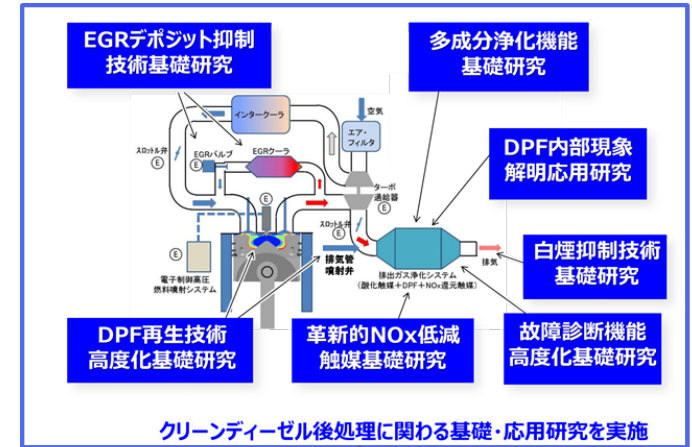 EGRデポジット抑制
技術基礎研究
多成分浄化機能
基礎研究
インタークーラ
空気
エア・
フィルタ
DPF内部現象
解明応用研究
スロットル弁
E
EGRバルブ
E
EGRクーラ
ターボ
過給器
E
E
スロットル弁
E
E
電子制御高圧
燃料噴射システム
排気管
噴射弁
排出ガス浄化システム
(酸化触媒+DPF+NOx還元触媒)
排気
白煙抑制技術
基礎研究
DPF再生技術
高度化基礎研究
革新的NOx低減
触媒基礎研究
故障診断機能
高度化基礎研究
クリーンディーゼル後処理に関わる基礎・応用研究を実施